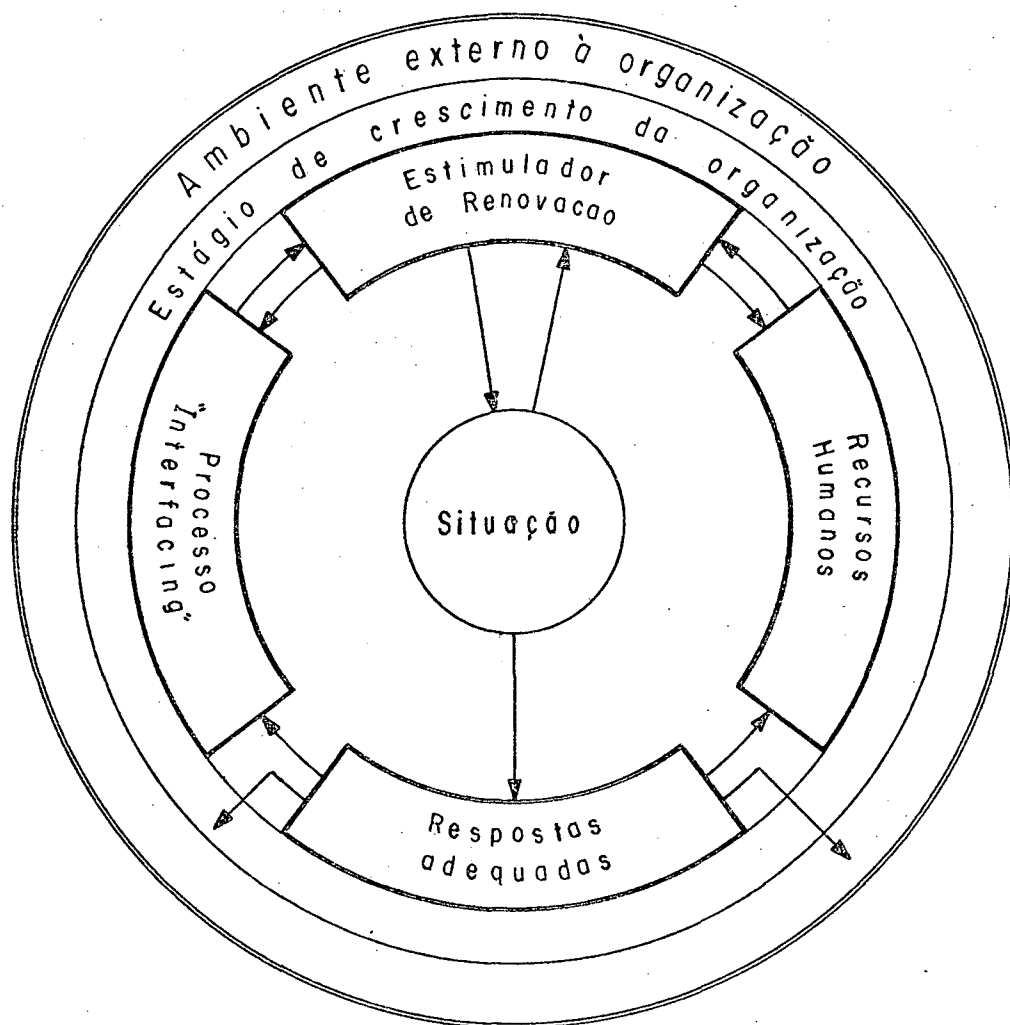 Ambiente externo à organização
Estágio de crescimento da organização
Estimulador
de Renovacao
Processo
"Interfacing"
Situação
Recursos
Humanos
Respostas
adequadas